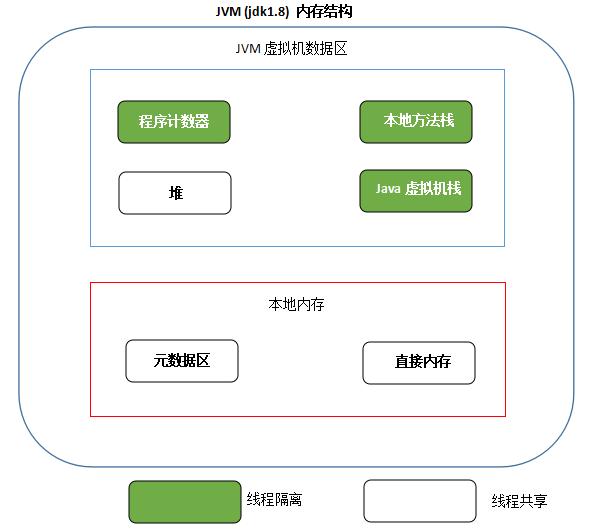 JVM (jdk1.8) 内存结构
JVM 虚拟机数据区
程序计数器
本地方法栈
堆
Java 虚拟机栈
本地内存
元数据区
直接内存
线程隔离
线程共享